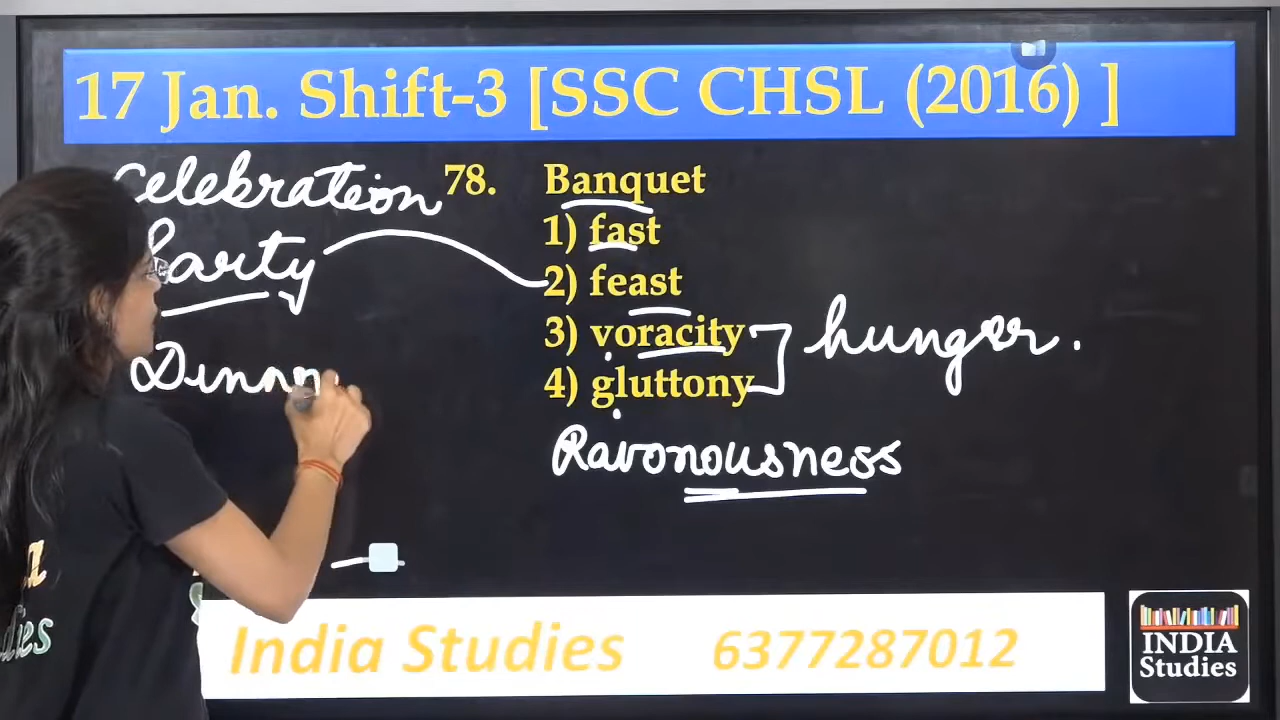 17 Jan. Shift-3 [SSC CHSL (2016) ]
Celebration
Party
Dinn
78. Banquet
1) fast
2) feast
3) voracity
4) gluttony
hunger.
Ravonousness
India Studies 6377287012
INDIA
Studies